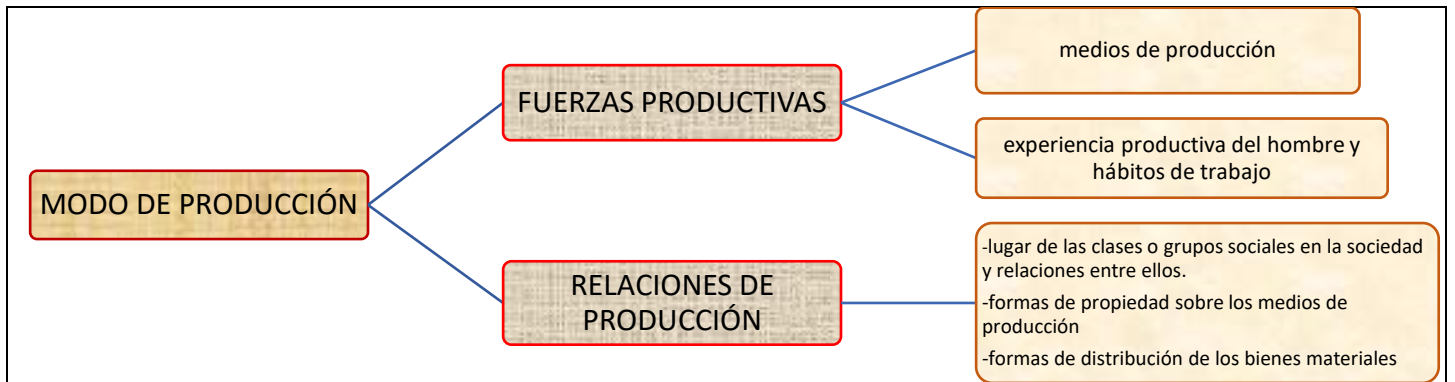 MODO DE PRODUCCIÓN
FUERZAS PRODUCTIVAS
medios de producción
experiencia productiva del hombre y
hábitos de trabajo
RELACIONES DE
PRODUCCIÓN
-lugar de las clases o grupos sociales en la sociedad
y relaciones entre ellos.
-formas de propiedad sobre los medios de
producción
-formas de distribución de los bienes materiales